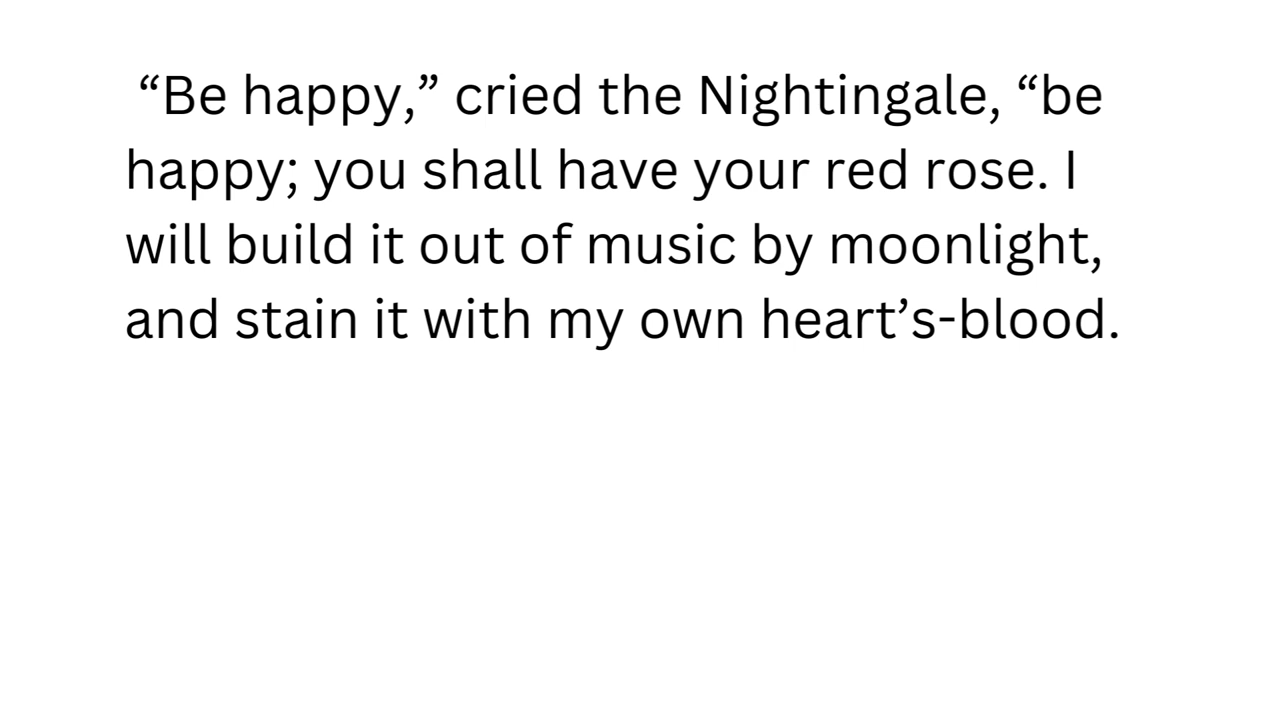 “Be happy,” cried the Nightingale, “be
happy; you shall have your red rose. I
will build it out of music by moonlight,
and stain it with my own heart’s-blood.